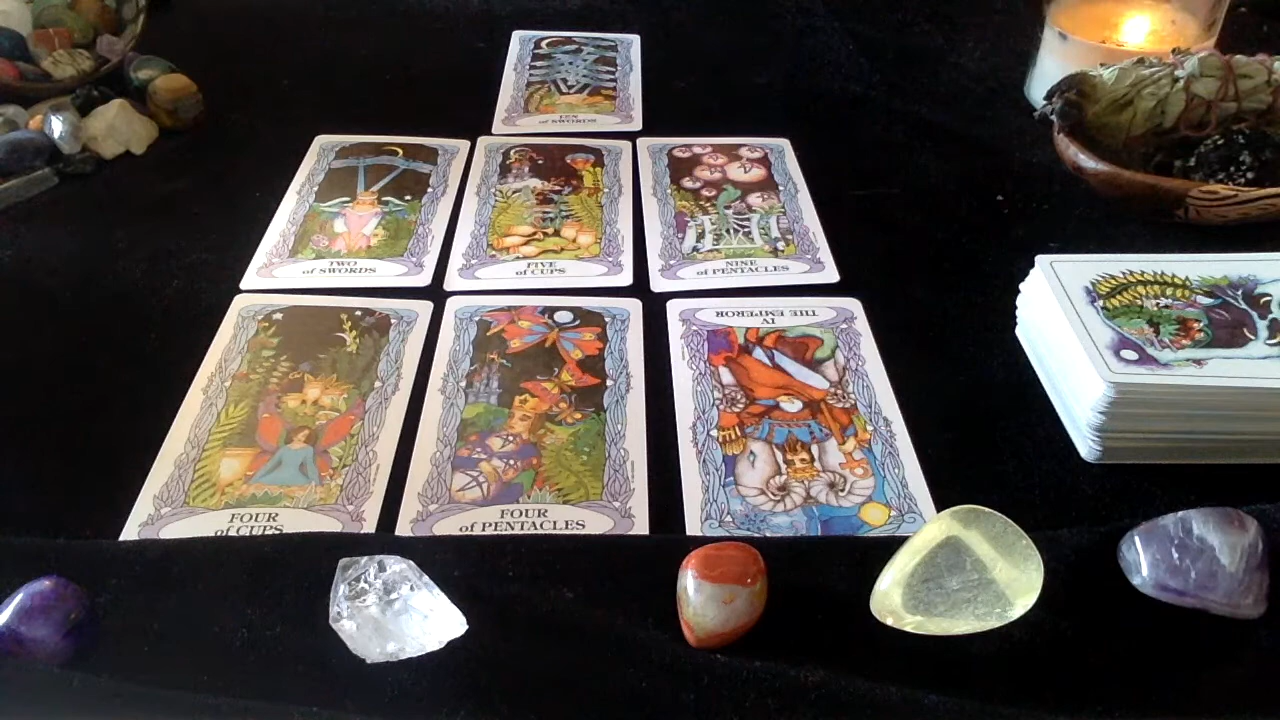 TEN
of SWORDS
TWO
of SWORDS
FIVE
of CUPS
NINE
of PENTACLES
FOUR
of CUPS
FOUR
of PENTACLES
IV
THE EMPEROR